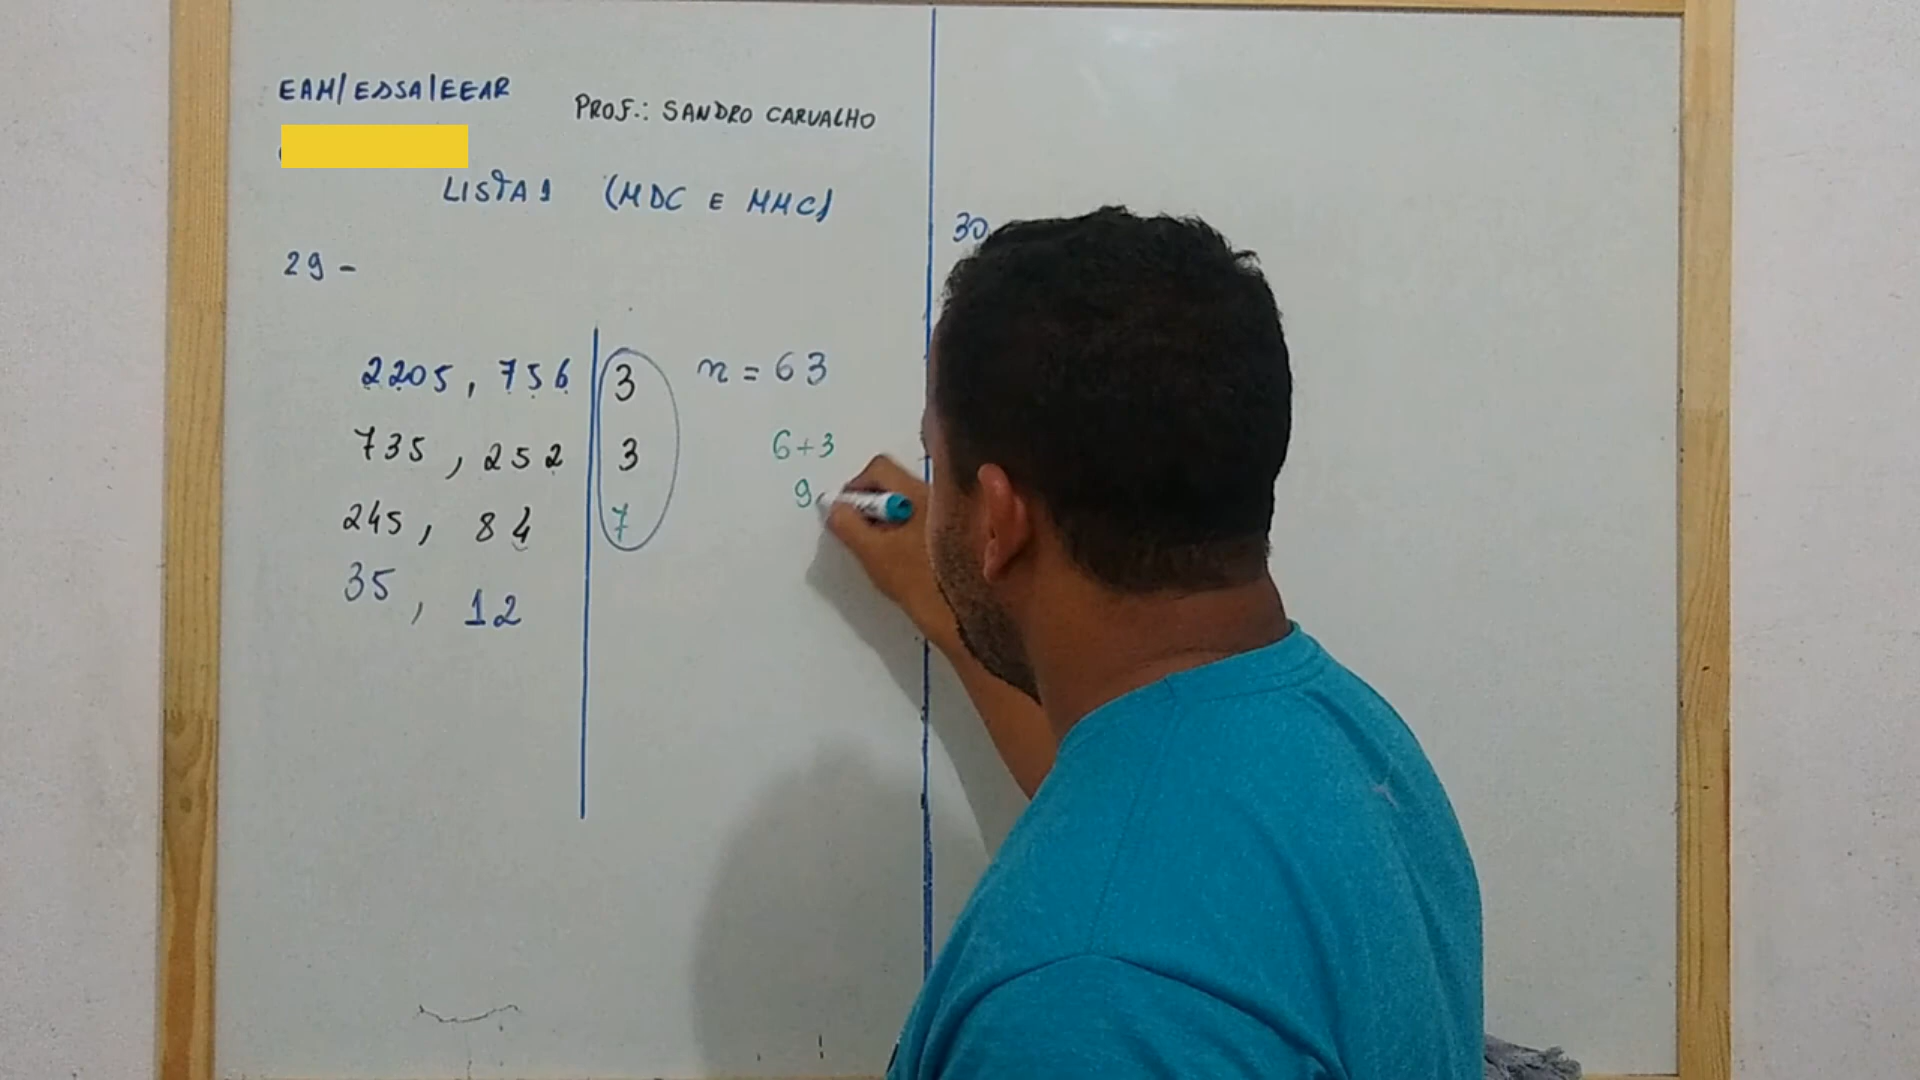 EAM/EDSA/EEAR
PROF.: SANDRO CARVALHO
LISTA 1 (MDC E MMC)
29 -
2205, 756 | 3
735, 252 | 3
245, 84 | 7
35, 12
n = 63
6+3
9
30